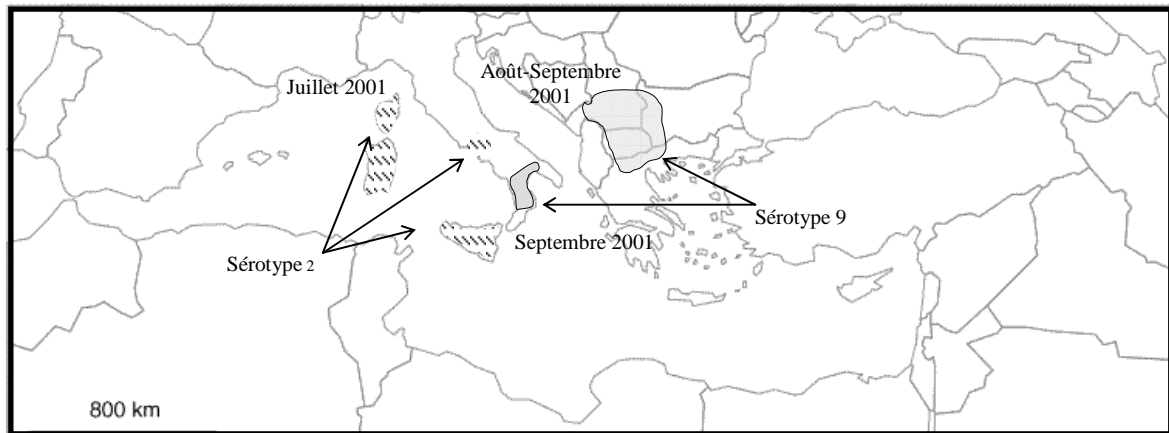 Août-Septembre
2001
Juillet 2001
Sérotype 9
Septembre 2001
Sérotype 2
800 km